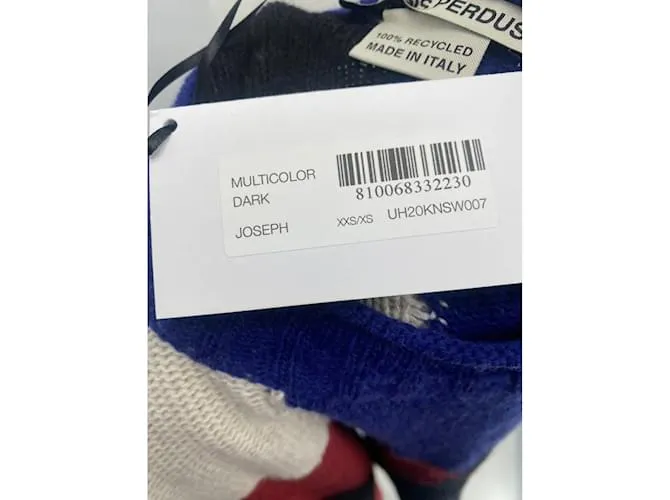 PERDUS
100% RECYCLED
MADE IN ITALY
MULTICOLOR
DARK
810068332230
JOSEPH XXS/XS UH20KNSW007